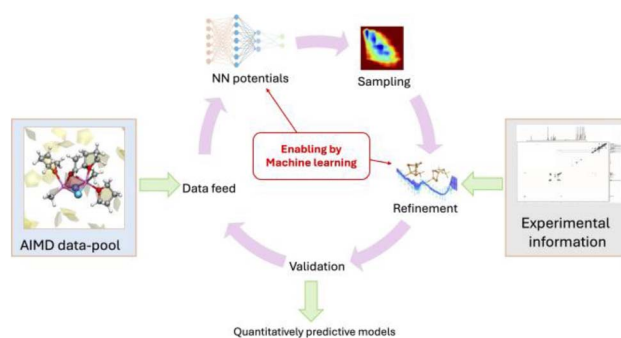 NN potentials
Sampling
Enabling by
Machine learning
Data feed
Refinement
AIMD data-pool
Experimental
information
Validation
Quantitatively predictive models